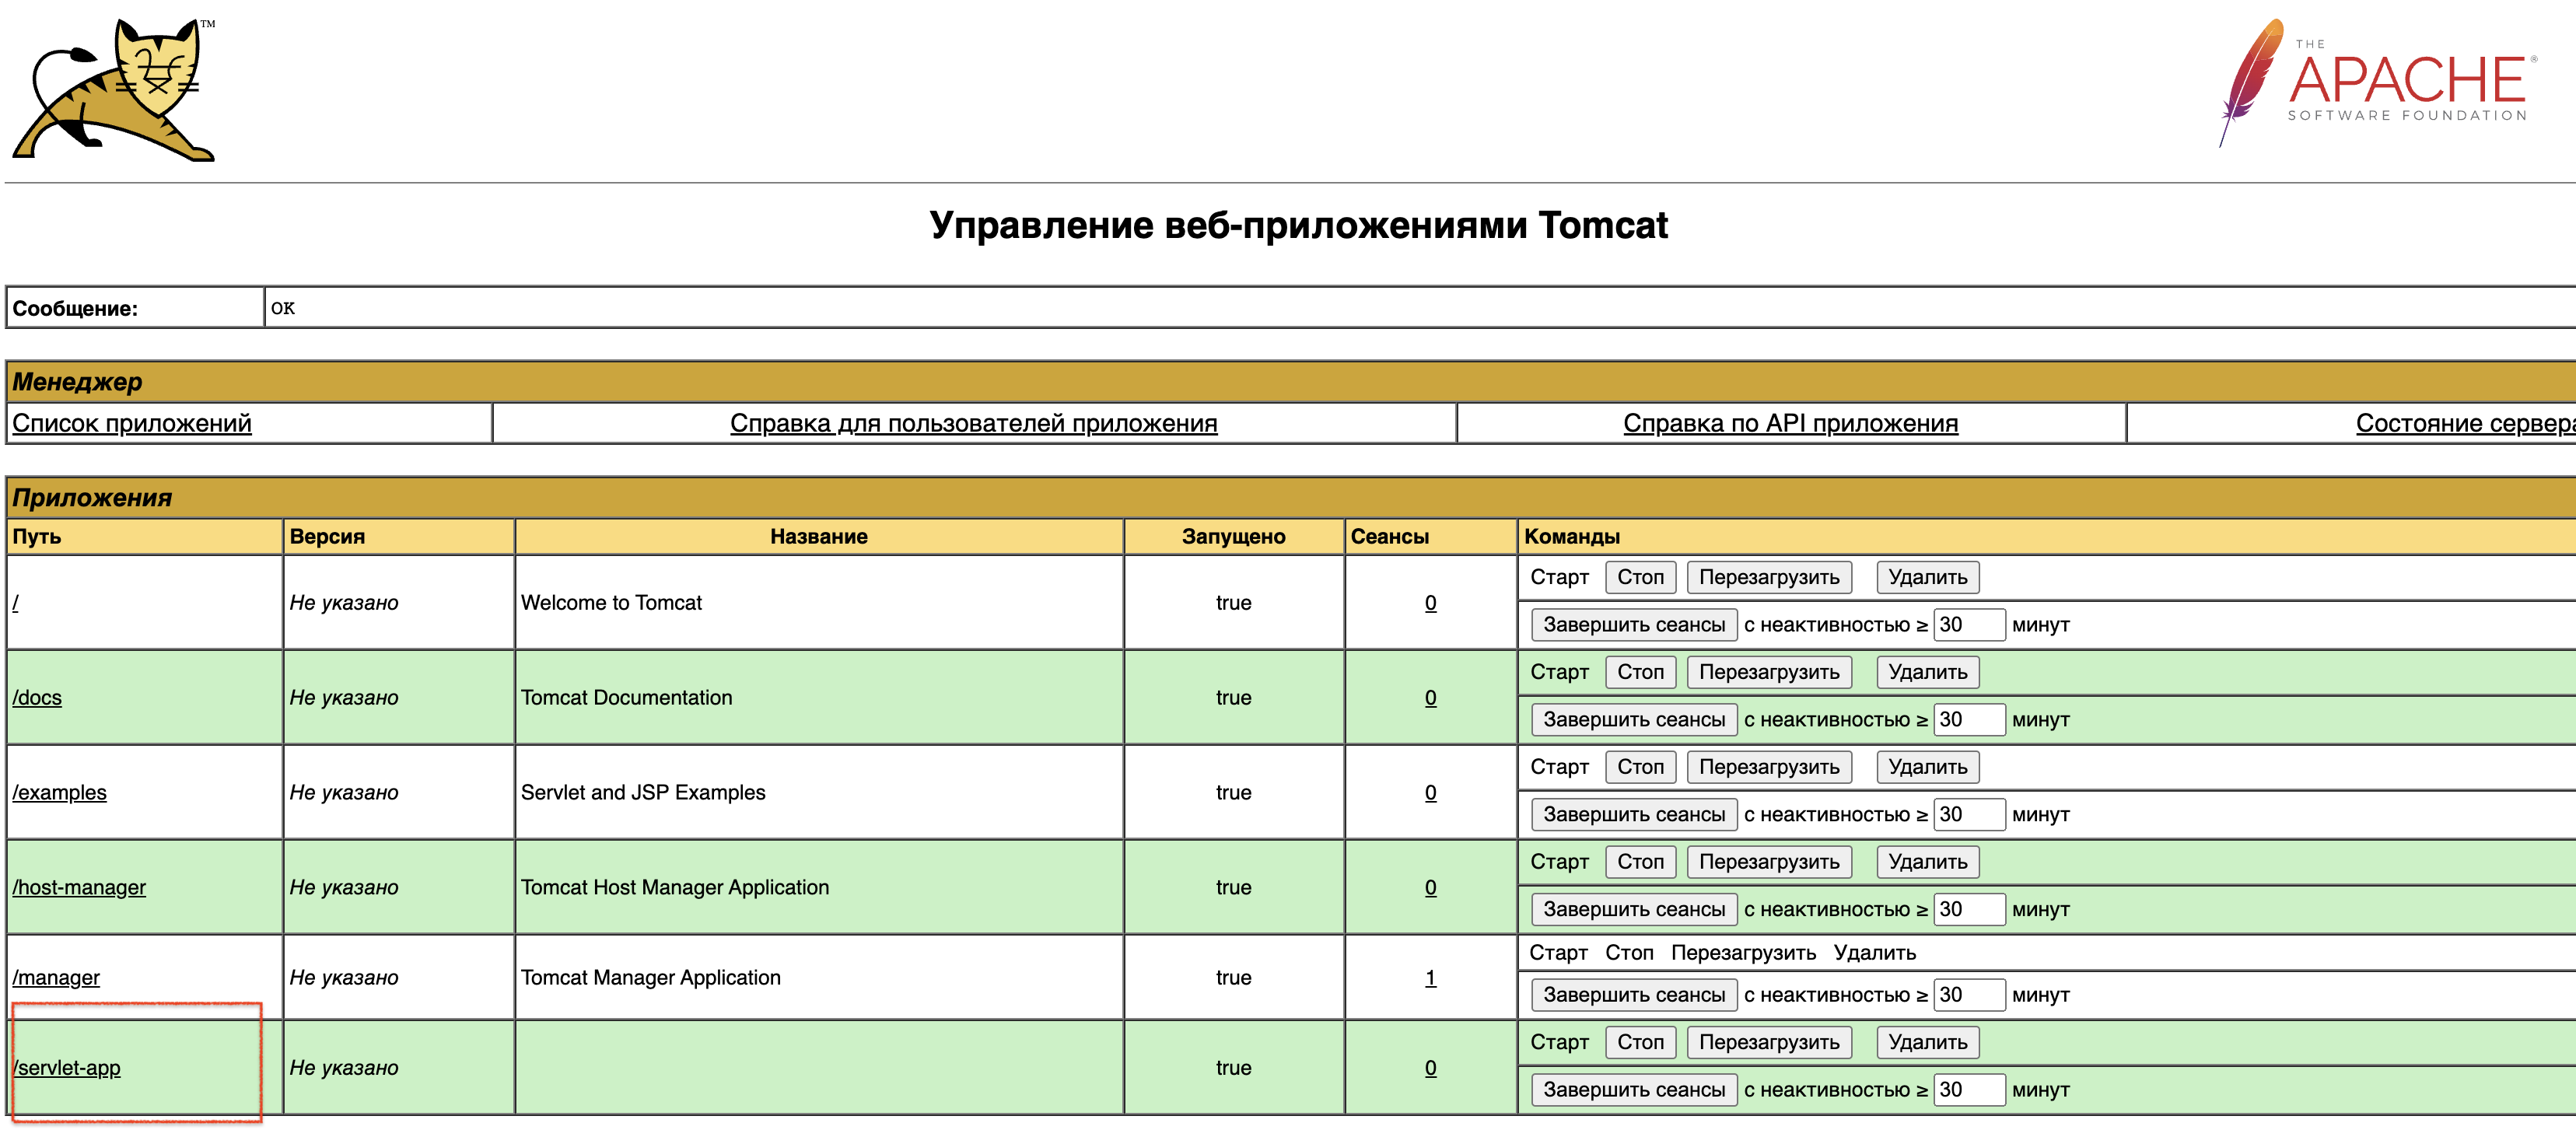 TM
THE
APACHE®
SOFTWARE FOUNDATION
Управление веб-приложениями Tomcat
Сообщение: OK
Менеджер
Список приложений Справка для пользователей приложения Справка по API приложения Состояние сервера
Приложения
Путь Версия Название Запущено Сеансы Команды
/ Не указано Welcome to Tomcat true 0 Старт Стоп Перезагрузить Удалить
Завершить сеансы с неактивностью ≥ 30 минут
/docs Не указано Tomcat Documentation true 0 Старт Стоп Перезагрузить Удалить
Завершить сеансы с неактивностью ≥ 30 минут
/examples Не указано Servlet and JSP Examples true 0 Старт Стоп Перезагрузить Удалить
Завершить сеансы с неактивностью ≥ 30 минут
/host-manager Не указано Tomcat Host Manager Application true 0 Старт Стоп Перезагрузить Удалить
Завершить сеансы с неактивностью ≥ 30 минут
/manager Не указано Tomcat Manager Application true 1 Старт Стоп Перезагрузить Удалить
Завершить сеансы с неактивностью ≥ 30 минут
/servlet-app Не указано true 0 Старт Стоп Перезагрузить Удалить
Завершить сеансы с неактивностью ≥ 30 минут